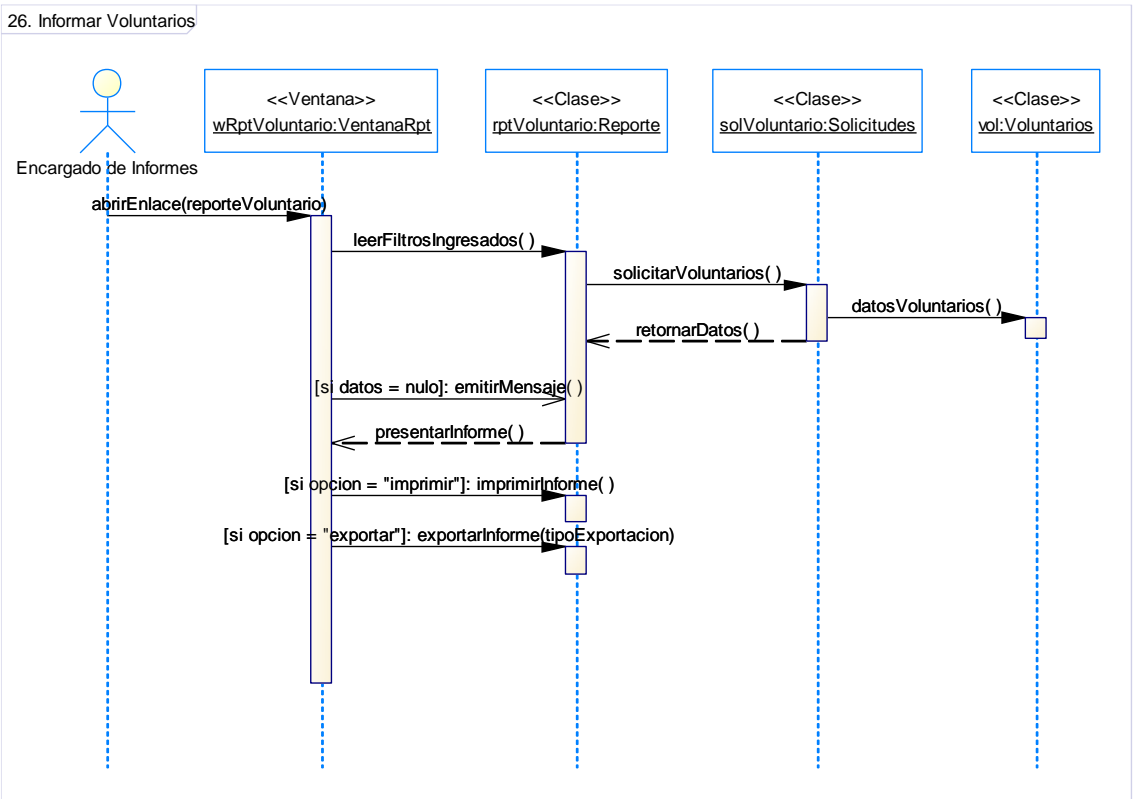 26. Informar Voluntarios
<<Ventana>>
wRptVoluntario:VentanaRpt
<<Clase>>
rptVoluntario:Reporte
<<Clase>>
solVoluntario:Solicitudes
<<Clase>>
vol:Voluntarios
Encargado de Informes
abrirEnlace(reporteVoluntario)
leerFiltrosIngresados( )
solicitarVoluntarios( )
datosVoluntarios( )
retornarDatos( )
[si datos = nulo]: emitirMensaje( )
presentarInforme( )
[si opcion = "imprimir"]: imprimirInforme( )
[si opcion = "exportar"]: exportarInforme(tipoExportacion)